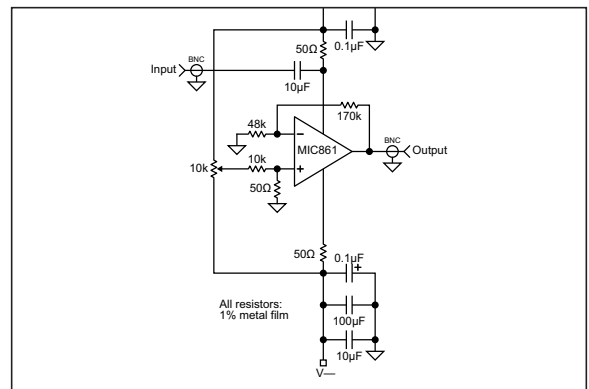 50Ω
0.1µF
BNC
Input
10µF
48k
170k
BNC
MIC861
Output
10k
10k
50Ω
50Ω
0.1µF
All resistors:
1% metal film
100µF
10µF
V—